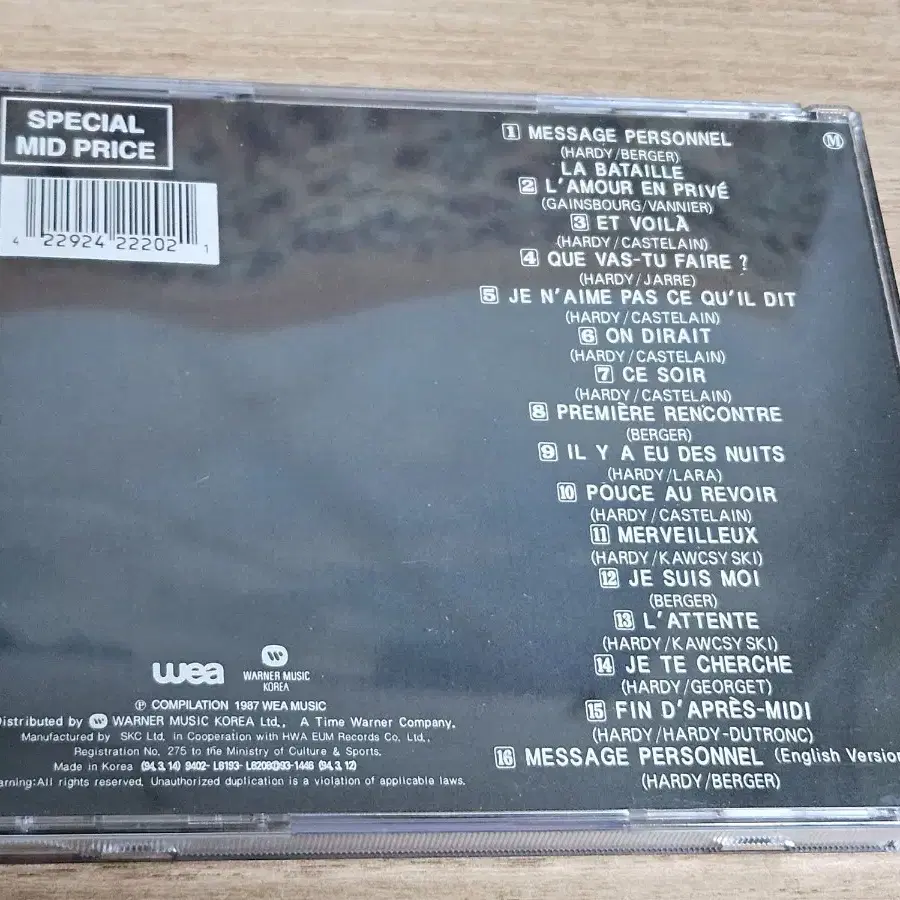 SPECIAL
MID PRICE
4 22924 22202 1
M
1 MESSAGE PERSONNEL
(HARDY/BERGER)
LA BATAILLE
2 L'AMOUR EN PRIVÉ
(GAINSBOURG/VANNIER)
3 ET VOILÀ
(HARDY/CASTELAIN)
4 QUE VAS-TU FAIRE ?
(HARDY/JARRE)
5 JE N'AIME PAS CE QU'IL DIT
(HARDY/CASTELAIN)
6 ON DIRAIT
(HARDY/CASTELAIN)
7 CE SOIR
(HARDY/CASTELAIN)
8 PREMIÈRE RENCONTRE
(BERGER)
9 IL Y A EU DES NUITS
(HARDY/LARA)
10 POUCE AU REVOIR
(HARDY/CASTELAIN)
11 MERVEILLEUX
(HARDY/KAWCSYSKI)
12 JE SUIS MOI
(BERGER)
13 L'ATTENTE
(HARDY/KAWCSYSKI)
14 JE TE CHERCHE
(HARDY/GEORGET)
15 FIN D'APRÈS-MIDI
(HARDY/HARDY-DUTRONC)
16 MESSAGE PERSONNEL (English Version
(HARDY/BERGER)
wea
WARNER MUSIC
KOREA
℗ COMPILATION 1987 WEA MUSIC
Distributed by WARNER MUSIC KOREA Ltd., A Time Warner Company.
Manufactured by SKC Ltd. in Cooperation with HWA EUM Records Co. Ltd.,
Registration No. 275 to the Ministry of Culture & Sports.
Made in Korea (94.3.14) 9402-L8193- (94.3.12)
arning:All rights reserved. Unauthorized duplication is a violation of applicable laws.